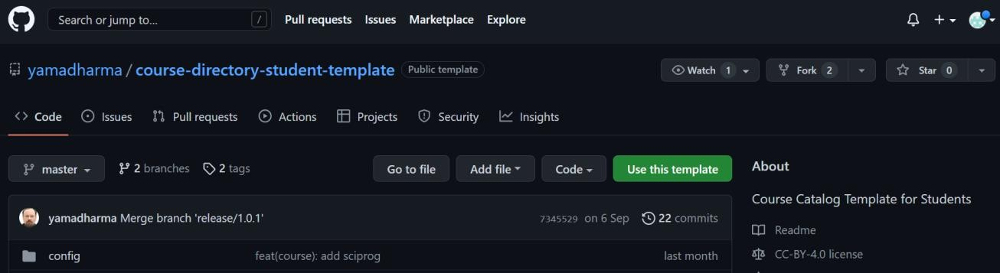 Search or jump to... / Pull requests Issues Marketplace Explore
yamadharma / course-directory-student-template Public template Watch 1 Fork 2 Star 0
Code Issues Pull requests Actions Projects Security Insights
master 2 branches 2 tags Go to file Add file Code Use this template About
Course Catalog Template for Students
yamadharma Merge branch 'release/1.0.1' 7345529 on 6 Sep 22 commits
Readme
config feat(course): add sciprog last month CC-BY-4.0 license